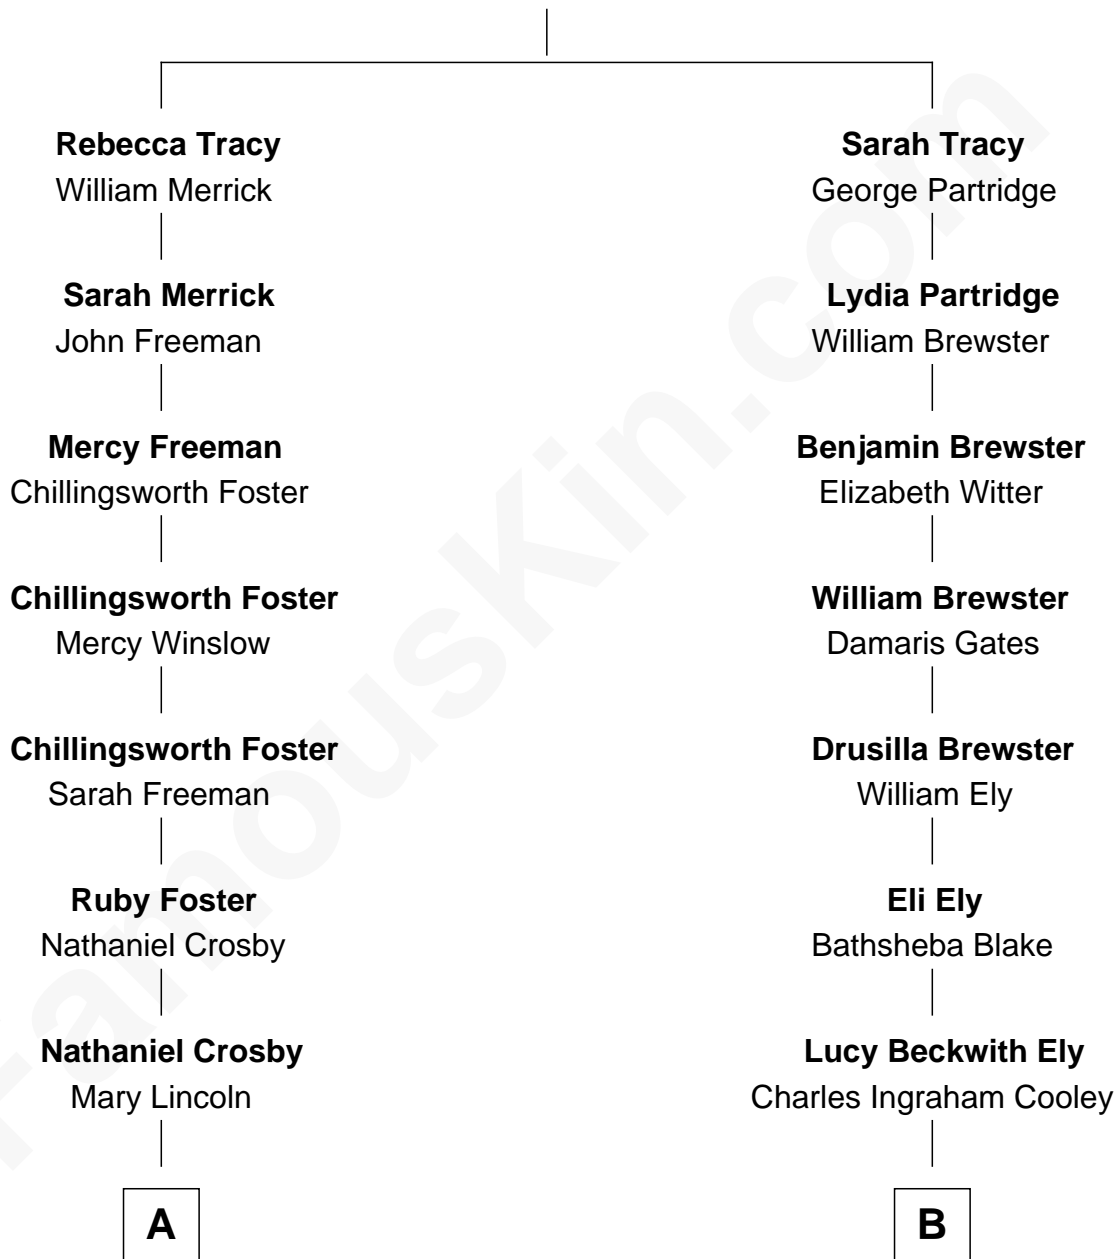 Rebecca Tracy
William Merrick
Sarah Merrick
John Freeman
Mercy Freeman
Chillingsworth Foster
Chillingsworth Foster
Mercy Winslow
Chillingsworth Foster
Sarah Freeman
Ruby Foster
Nathaniel Crosby
Nathaniel Crosby
Mary Lincoln
A
Sarah Tracy
George Partridge
Lydia Partridge
William Brewster
Benjamin Brewster
Elizabeth Witter
William Brewster
Damaris Gates
Drusilla Brewster
William Ely
Eli Ely
Bathsheba Blake
Lucy Beckwith Ely
Charles Ingraham Cooley
B
FamousKin.com